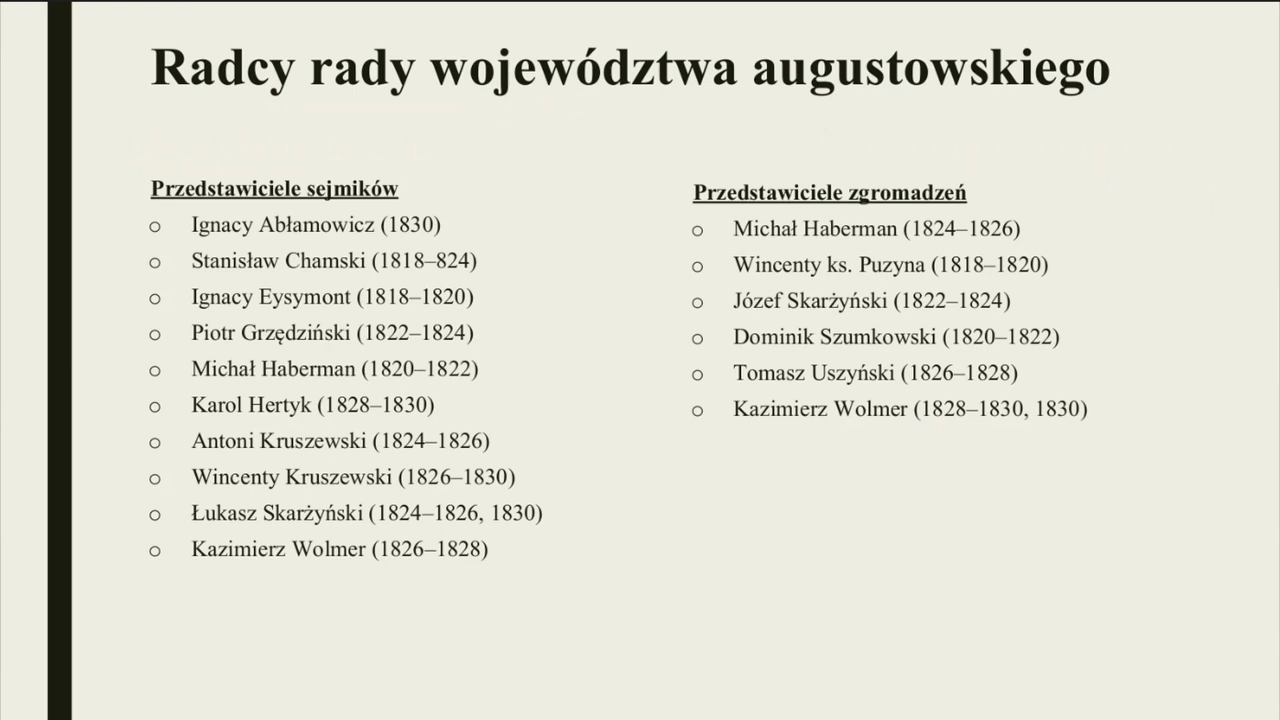 Radcy rady województwa augustowskiego
Przedstawiciele sejmików
Ignacy Abłamowicz (1830)
Stanisław Chamski (1818–824)
Ignacy Eysymont (1818–1820)
Piotr Grzędziński (1822–1824)
Michał Haberman (1820–1822)
Karol Hertyk (1828–1830)
Antoni Kruszewski (1824–1826)
Wincenty Kruszewski (1826–1830)
Łukasz Skarżyński (1824–1826, 1830)
Kazimierz Wolmer (1826–1828)
Przedstawiciele zgromadzeń
Michał Haberman (1824–1826)
Wincenty ks. Puzyna (1818–1820)
Józef Skarżyński (1822–1824)
Dominik Szumkowski (1820–1822)
Tomasz Uszyński (1826–1828)
Kazimierz Wolmer (1828–1830, 1830)